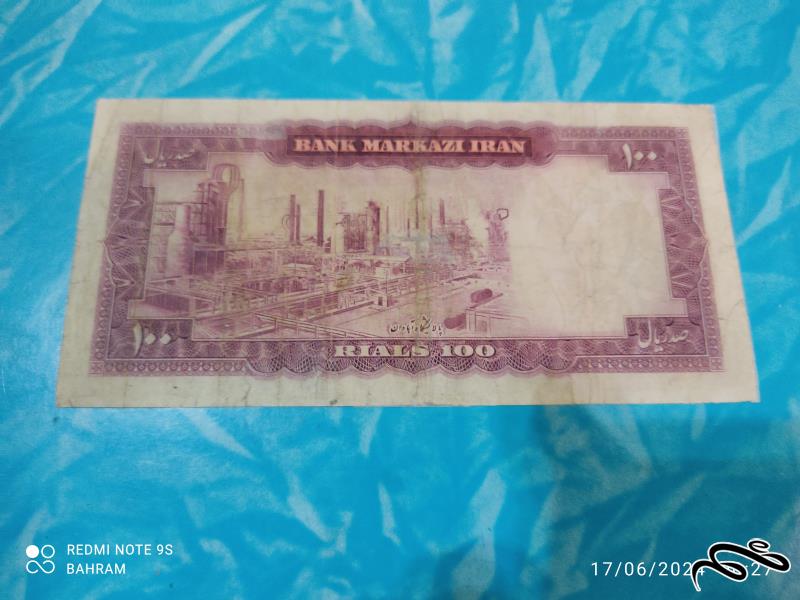 BANK MARKAZI IRAN
صد ریال
۱۰۰
پالایشگاه آبادان
۱۰۰
صد ریال
RIALS 100
REDMI NOTE 9S
BAHRAM
17/06/2024